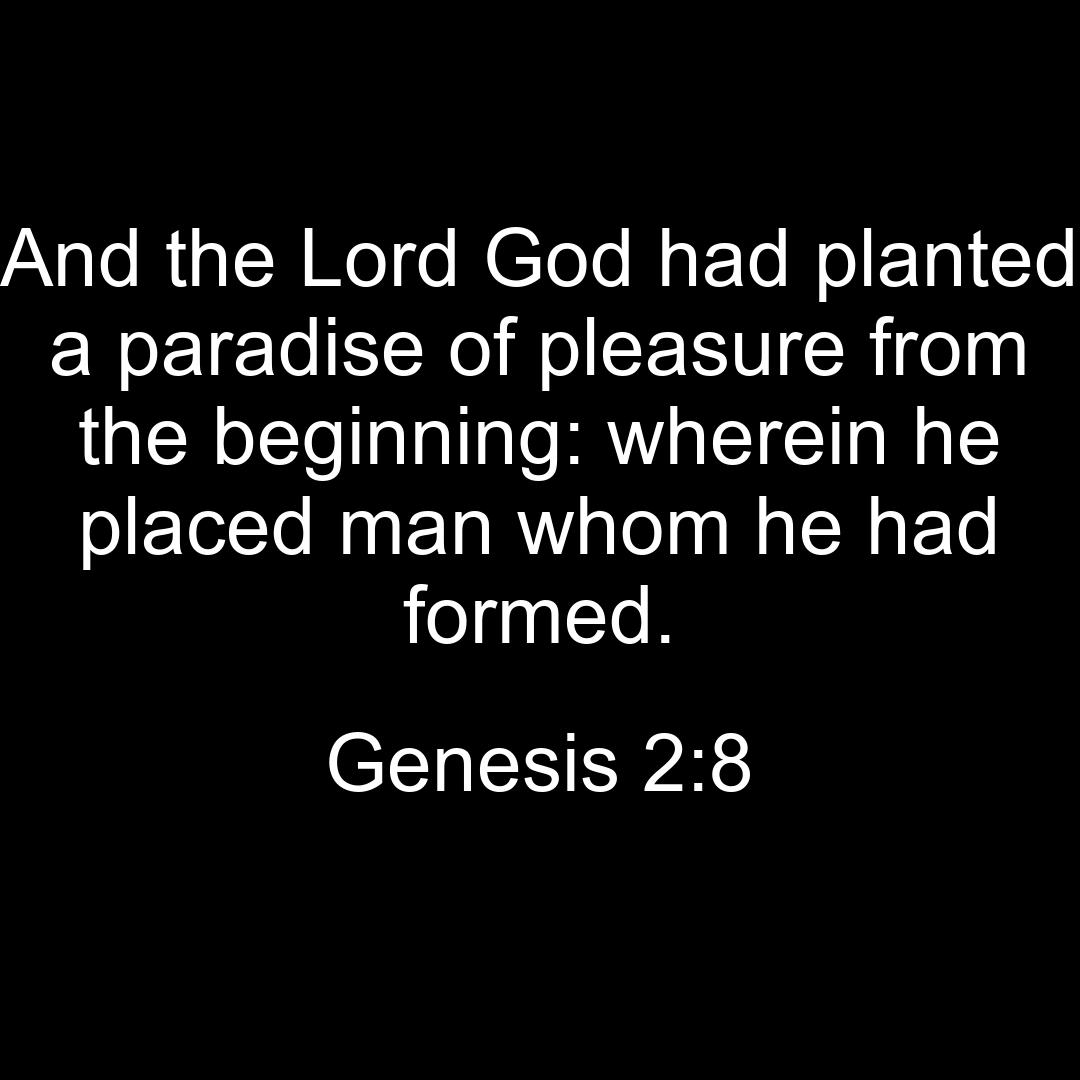 And the Lord God had planted
a paradise of pleasure from
the beginning: wherein he
placed man whom he had
formed.
Genesis 2:8